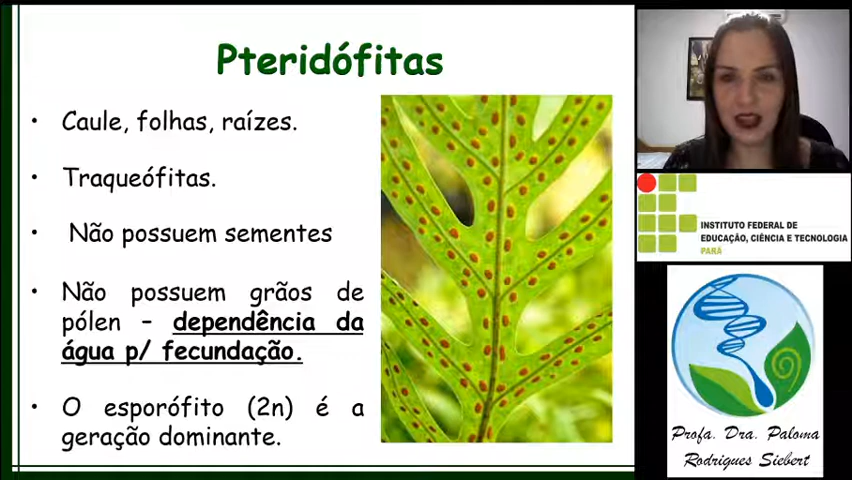 Pteridófitas
• Caule, folhas, raízes.
• Traqueófitas.
• Não possuem sementes
• Não possuem grãos de
pólen – dependência da
água p/ fecundação.
• O esporófito (2n) é a
geração dominante.
INSTITUTO FEDERAL DE
EDUCAÇÃO, CIÊNCIA E TECNOLOGIA
PARÁ
Profa. Dra. Paloma
Rodrigues Siebert